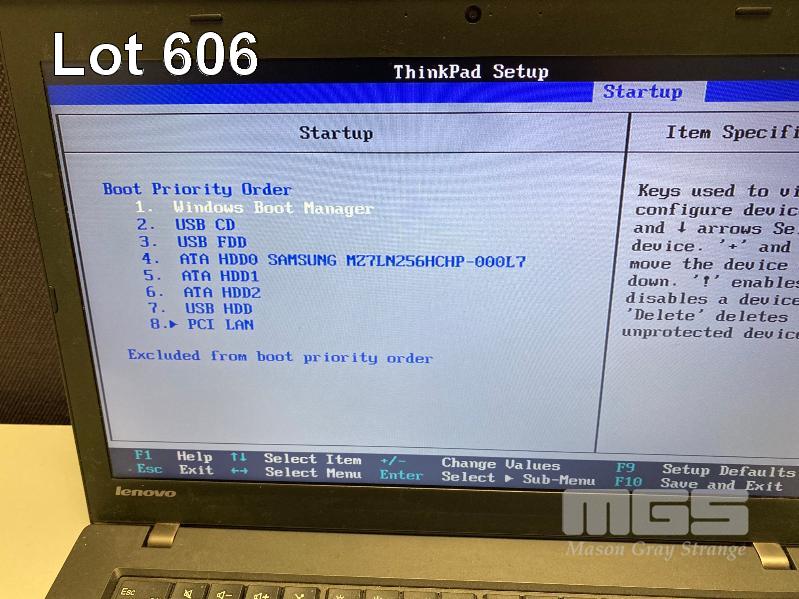 Lot 606
ThinkPad Setup
Startup
Startup
Item Specifi
Boot Priority Order
1. Windows Boot Manager
2. USB CD
3. USB FDD
4. ATA HDD0 SAMSUNG MZ7LN256HCHP-000L7
5. ATA HDD1
6. ATA HDD2
7. USB HDD
8. PCI LAN
Excluded from boot priority order
Keys used to vi
configure devic
and ↓ arrows Se
device. '+' and
move the device
down. '!' enables
disables a device
'Delete' deletes
unprotected device
F1 Help ↑↓ Select Item +/- Change Values F9 Setup Defaults
Esc Exit ←→ Select Menu Enter Select ▶ Sub-Menu F10 Save and Exit
lenovo
MGS
Mason Gray Strange
Esc